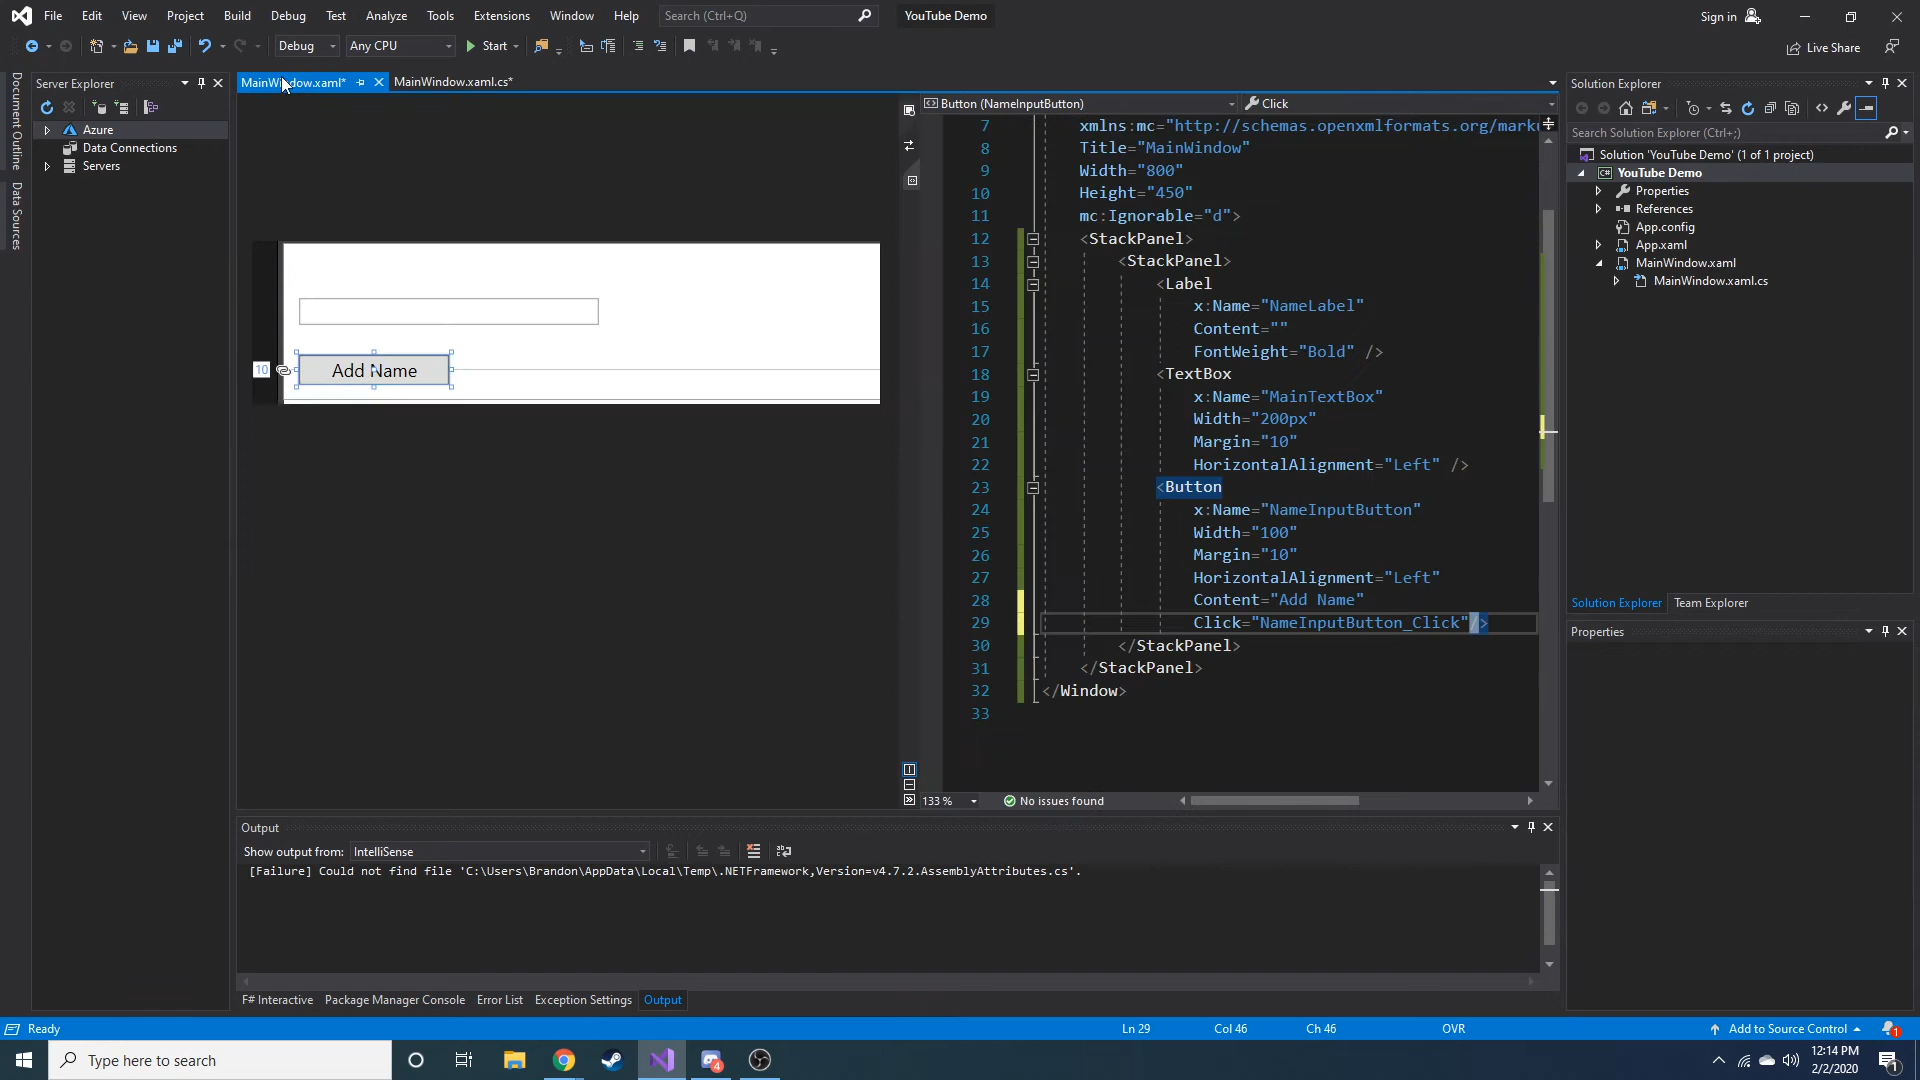 File Edit View Project Build Debug Test Analyze Tools Extensions Window Help Search (Ctrl+Q) YouTube Demo Sign in
Debug Any CPU Start Live Share
Document Outline
Data Sources
Server Explorer
Azure
Data Connections
Servers
MainWindow.xaml* MainWindow.xaml.cs*
Add Name
10
Button (NameInputButton) Click
7 xmlns:mc="http://schemas.openxmlformats.org/mark
8 Title="MainWindow"
9 Width="800"
10 Height="450"
11 mc:Ignorable="d">
12 <StackPanel>
13 <StackPanel>
14 <Label
15 x:Name="NameLabel"
16 Content=""
17 FontWeight="Bold" />
18 <TextBox
19 x:Name="MainTextBox"
20 Width="200px"
21 Margin="10"
22 HorizontalAlignment="Left" />
23 <Button
24 x:Name="NameInputButton"
25 Width="100"
26 Margin="10"
27 HorizontalAlignment="Left"
28 Content="Add Name"
29 Click="NameInputButton_Click"/>
30 </StackPanel>
31 </StackPanel>
32 </Window>
33
133 % No issues found
Solution Explorer
Search Solution Explorer (Ctrl+;)
Solution 'YouTube Demo' (1 of 1 project)
YouTube Demo
Properties
References
App.config
App.xaml
MainWindow.xaml
MainWindow.xaml.cs
Solution Explorer Team Explorer
Properties
Output
Show output from: IntelliSense
[Failure] Could not find file 'C:\Users\Brandon\AppData\Local\Temp\.NETFramework,Version=v4.7.2.AssemblyAttributes.cs'.
F# Interactive Package Manager Console Error List Exception Settings Output
Ready Ln 29 Col 46 Ch 46 OVR Add to Source Control 1
Type here to search 4 12:14 PM
2/2/2020 1